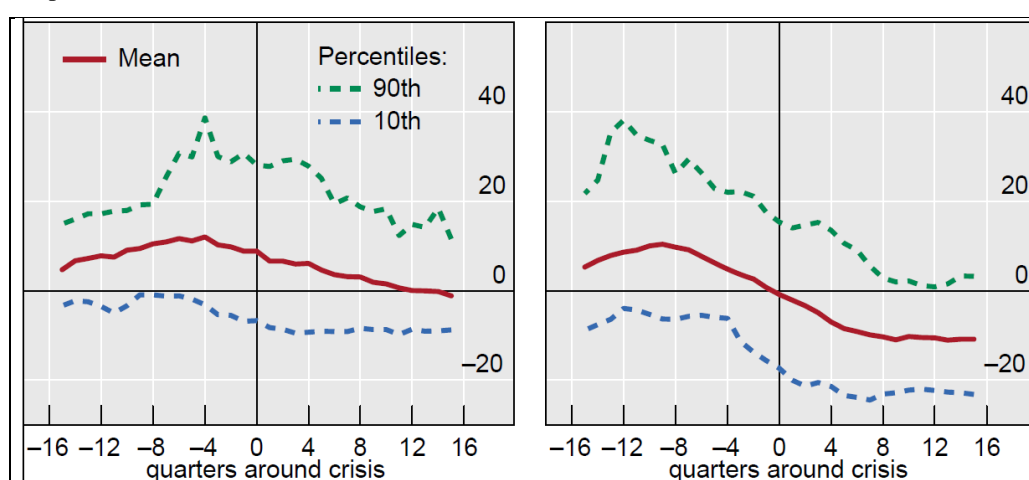 Mean
Percentiles:
90th
10th
40
20
0
–20
–16 –12 –8 –4 0 4 8 12 16
quarters around crisis
40
20
0
–20
–16 –12 –8 –4 0 4 8 12 16
quarters around crisis